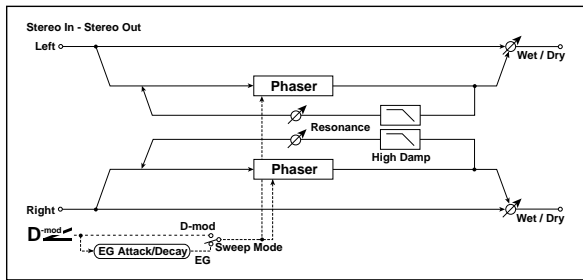 Stereo In - Stereo Out
Left
Wet / Dry
Phaser
Resonance
High Damp
Phaser
Right
Wet / Dry
D-mod
D-mod
EG Attack/Decay
EG
Sweep Mode